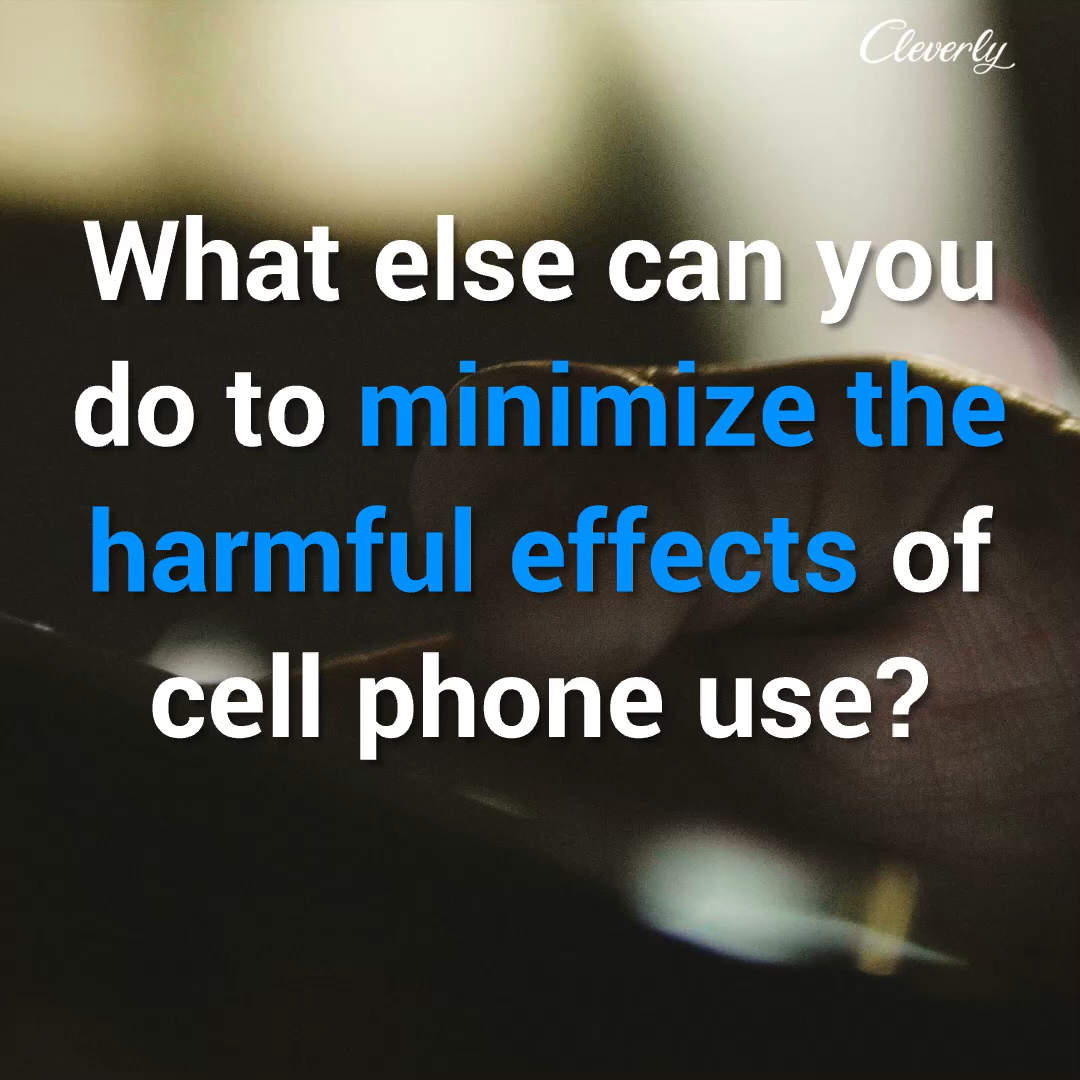 Cleverly
What else can you
do to minimize the
harmful effects of
cell phone use?